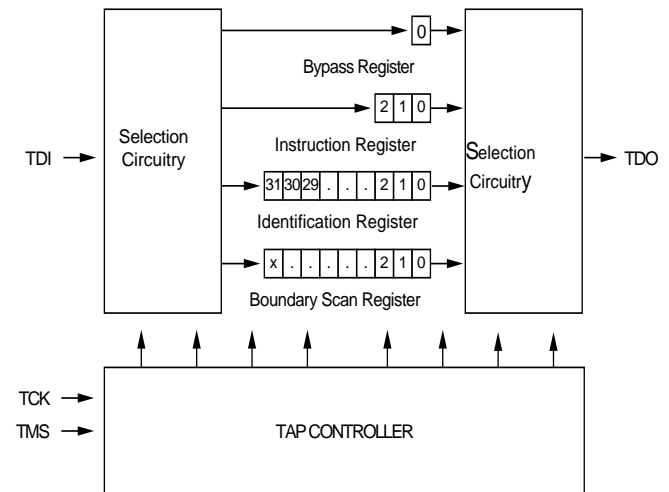 0
Bypass Register
2 1 0
Selection
Circuitry
Instruction Register
Selection
Circuitry
TDI
TDO
31 30 29 . . . 2 1 0
Identification Register
x . . . . . 2 1 0
Boundary Scan Register
TCK
TMS
TAP CONTROLLER